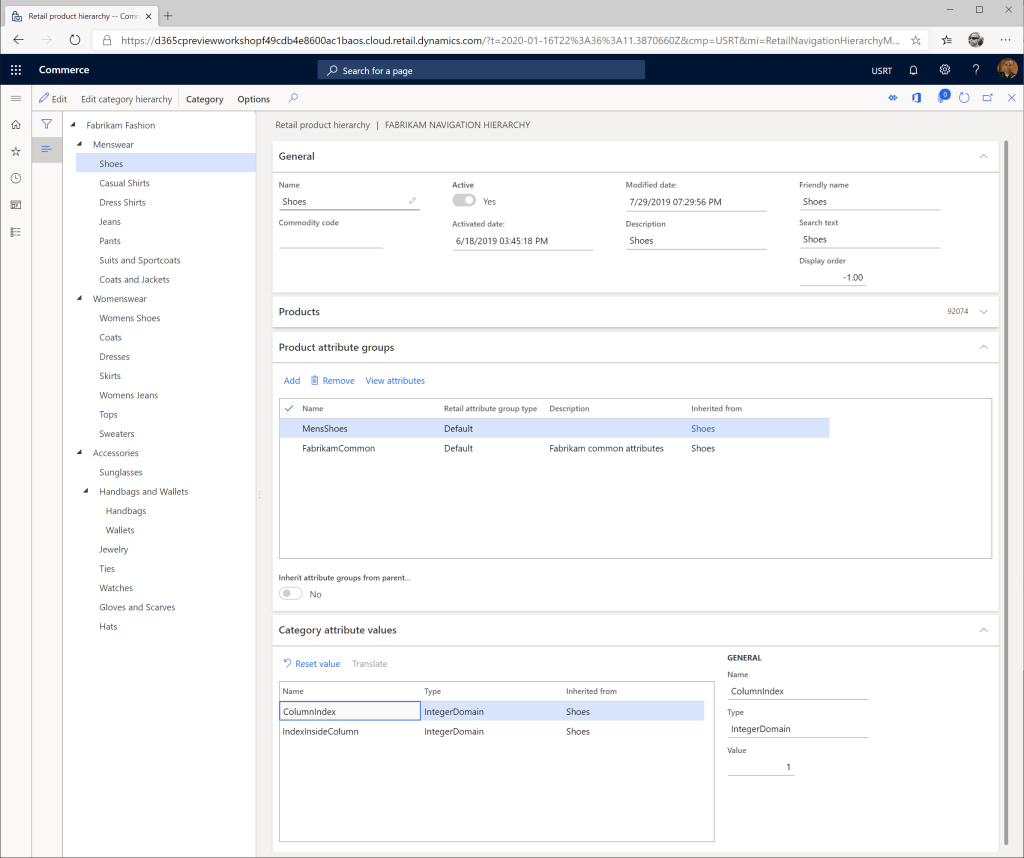 Retail product hierarchy -- Com
https://d365cpreviewworkshopf49cdb4e8600ac1baos.cloud.retail.dynamics.com/?t=2020-01-16T22%3A36%3A11.3870660Z&cmp=USRT&mi=RetailNavigationHierarchyM...
Commerce
Search for a page
USRT
?
Edit Edit category hierarchy Category Options
0
Fabrikam Fashion
Menswear
Shoes
Casual Shirts
Dress Shirts
Jeans
Pants
Suits and Sportcoats
Coats and Jackets
Womenswear
Womens Shoes
Coats
Dresses
Skirts
Womens Jeans
Tops
Sweaters
Accessories
Sunglasses
Handbags and Wallets
Handbags
Wallets
Jewelry
Ties
Watches
Gloves and Scarves
Hats
Retail product hierarchy | FABRIKAM NAVIGATION HIERARCHY
General
Name
Shoes
Commodity code
Active
Yes
Activated date:
6/18/2019 03:45:18 PM
Modified date:
7/29/2019 07:29:56 PM
Description
Shoes
Friendly name
Shoes
Search text
Shoes
Display order
-1.00
Products 92074
Product attribute groups
Add Remove View attributes
Name Retail attribute group type Description Inherited from
MensShoes Default Shoes
FabrikamCommon Default Fabrikam common attributes Shoes
Inherit attribute groups from parent...
No
Category attribute values
Reset value Translate
Name Type Inherited from
ColumnIndex IntegerDomain Shoes
IndexInsideColumn IntegerDomain Shoes
GENERAL
Name
ColumnIndex
Type
IntegerDomain
Value
1